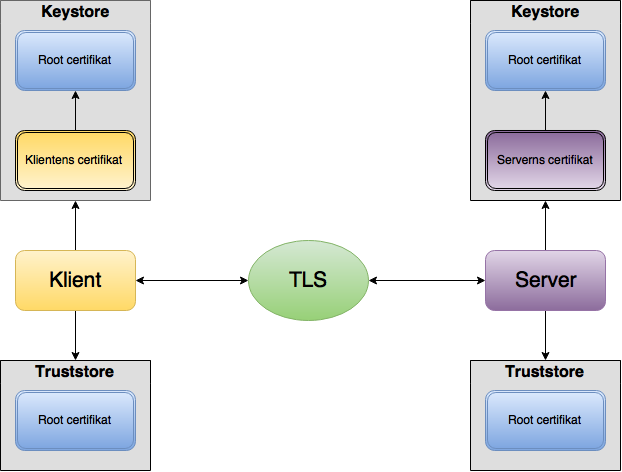 Keystore
Root certifikat
Klientens certifikat
Klient
Truststore
Root certifikat
TLS
Keystore
Root certifikat
Serverns certifikat
Server
Truststore
Root certifikat